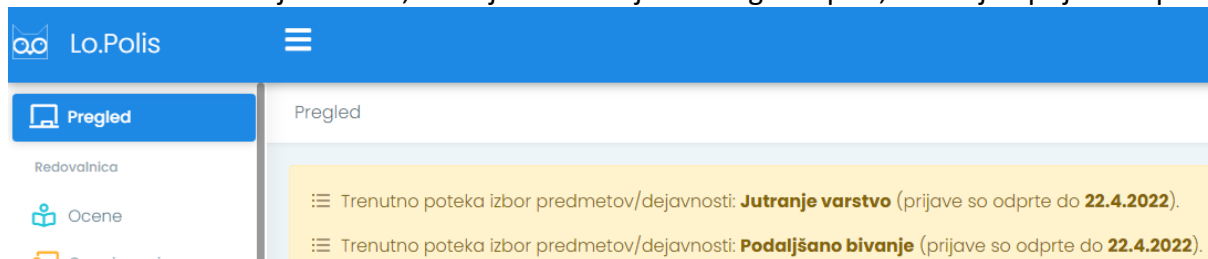 Lo.Polis
Pregled
Pregled
Redovalnica
Ocene
Trenutno poteka izbor predmetov/dejavnosti: Jutranje varstvo (prijave so odprte do 22.4.2022).
Trenutno poteka izbor predmetov/dejavnosti: Podaljšano bivanje (prijave so odprte do 22.4.2022).